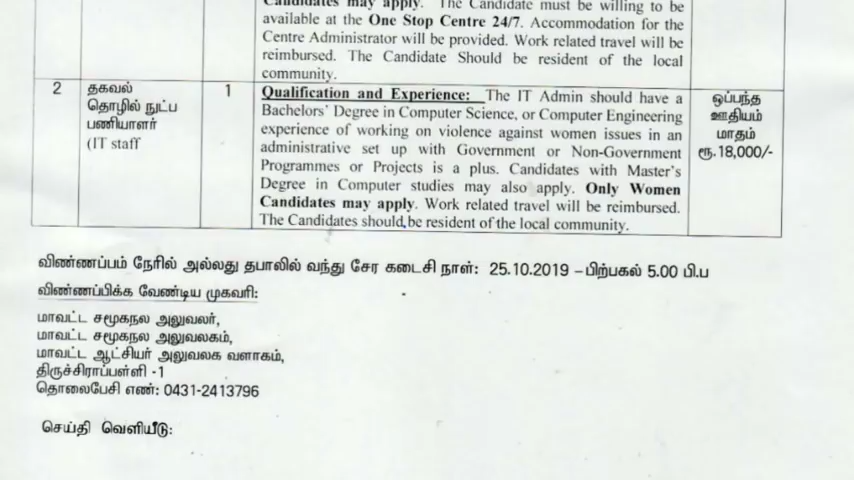 Candidates may apply. The Candidate must be willing to be
available at the One Stop Centre 24/7. Accommodation for the
Centre Administrator will be provided. Work related travel will be
reimbursed. The Candidate Should be resident of the local
community.
2 தகவல் தொழில் நுட்ப பணியாளர் (IT staff 1
Qualification and Experience: The IT Admin should have a
Bachelors' Degree in Computer Science, or Computer Engineering
experience of working on violence against women issues in an
administrative set up with Government or Non-Government
Programmes or Projects is a plus. Candidates with Master's
Degree in Computer studies may also apply. Only Women
Candidates may apply. Work related travel will be reimbursed.
The Candidates should be resident of the local community.
ஒப்பந்த
ஊதியம்
மாதம்
ரூ.18,000/-
விண்ணப்பம் நேரில் அல்லது தபாலில் வந்து சேர கடைசி நாள்: 25.10.2019 – பிற்பகல் 5.00 பி.ப
விண்ணப்பிக்க வேண்டிய முகவரி:
மாவட்ட சமூகநல அலுவலர்,
மாவட்ட சமூகநல அலுவலகம்,
மாவட்ட ஆட்சியர் அலுவலக வளாகம்,
திருச்சிராப்பள்ளி -1
தொலைபேசி எண்: 0431-2413796
செய்தி வெளியீடு: